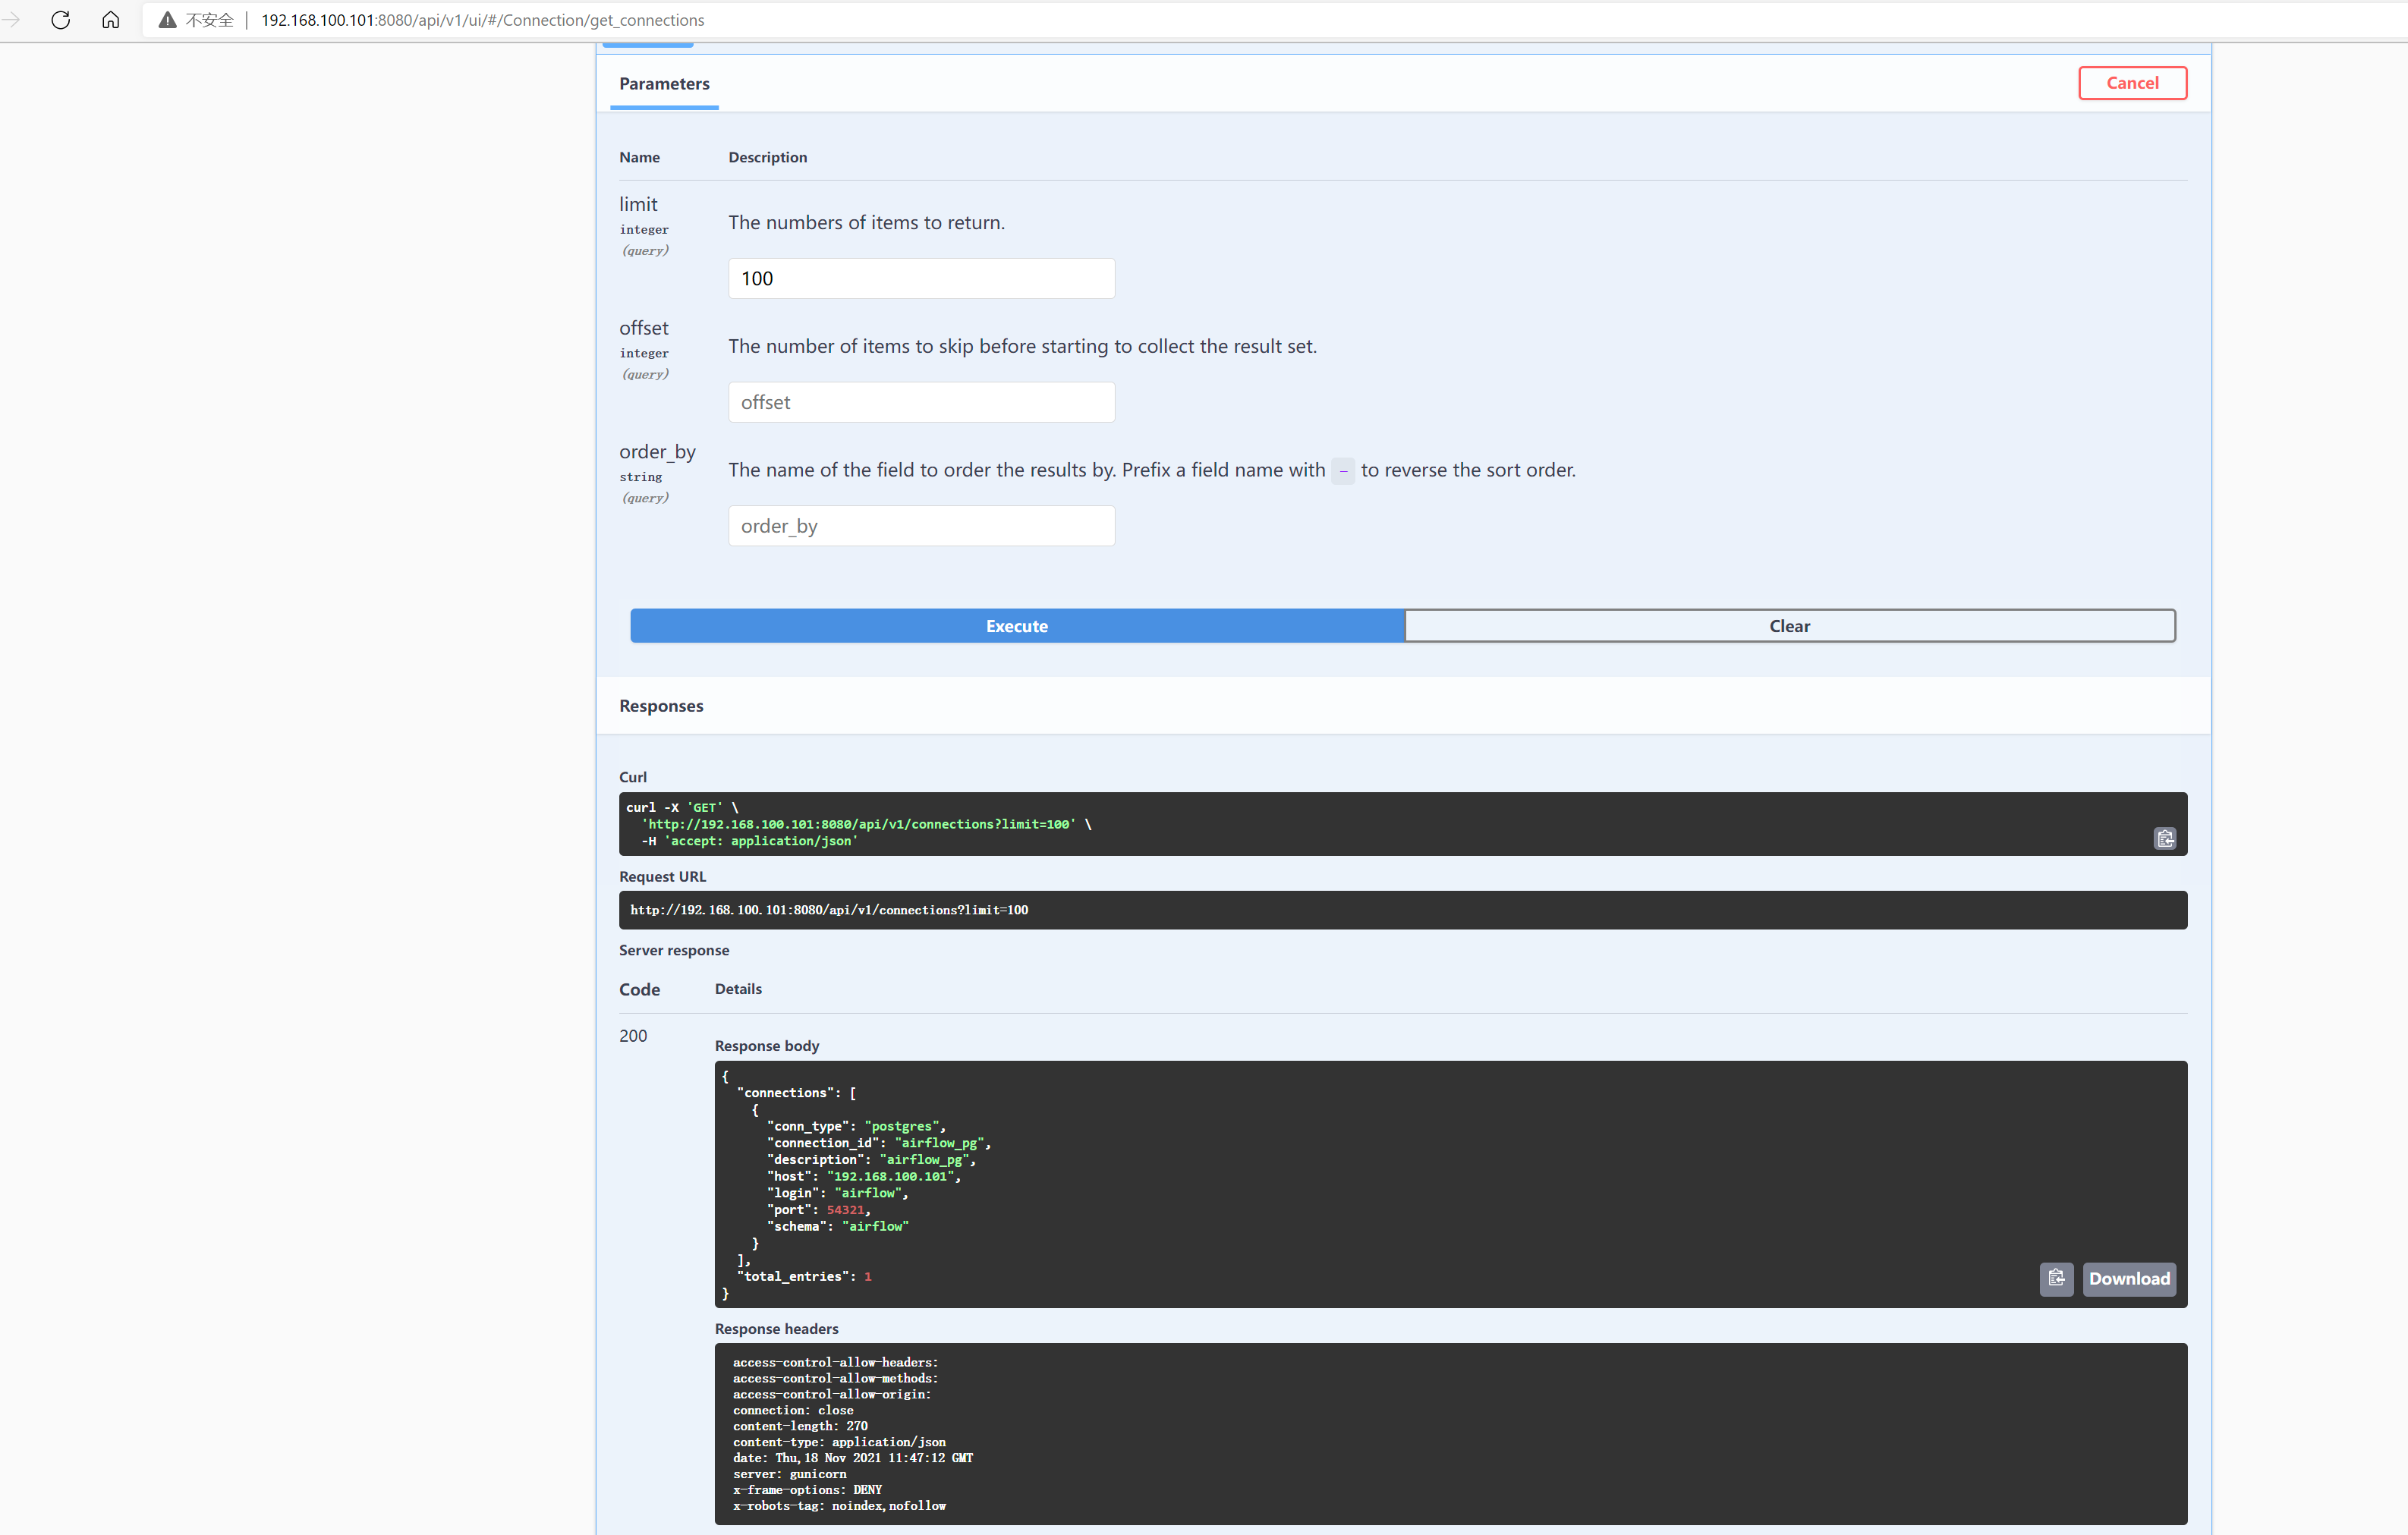 不安全 | 192.168.100.101:8080/api/v1/ui/#/Connection/get_connections
Parameters
Cancel
Name Description
limit
integer
(query)
The numbers of items to return.
100
offset
integer
(query)
The number of items to skip before starting to collect the result set.
offset
order_by
string
(query)
The name of the field to order the results by. Prefix a field name with - to reverse the sort order.
order_by
Execute
Clear
Responses
Curl
curl -X 'GET' \
  'http://192.168.100.101:8080/api/v1/connections?limit=100' \
  -H 'accept: application/json'
Request URL
http://192.168.100.101:8080/api/v1/connections?limit=100
Server response
Code Details
200
Response body
{
  "connections": [
    {
      "conn_type": "postgres",
      "connection_id": "airflow_pg",
      "description": "airflow_pg",
      "host": "192.168.100.101",
      "login": "airflow",
      "port": 54321,
      "schema": "airflow"
    }
  ],
  "total_entries": 1
}
Download
Response headers
access-control-allow-headers:
access-control-allow-methods:
access-control-allow-origin:
connection: close
content-length: 270
content-type: application/json
date: Thu,18 Nov 2021 11:47:12 GMT
server: gunicorn
x-frame-options: DENY
x-robots-tag: noindex,nofollow